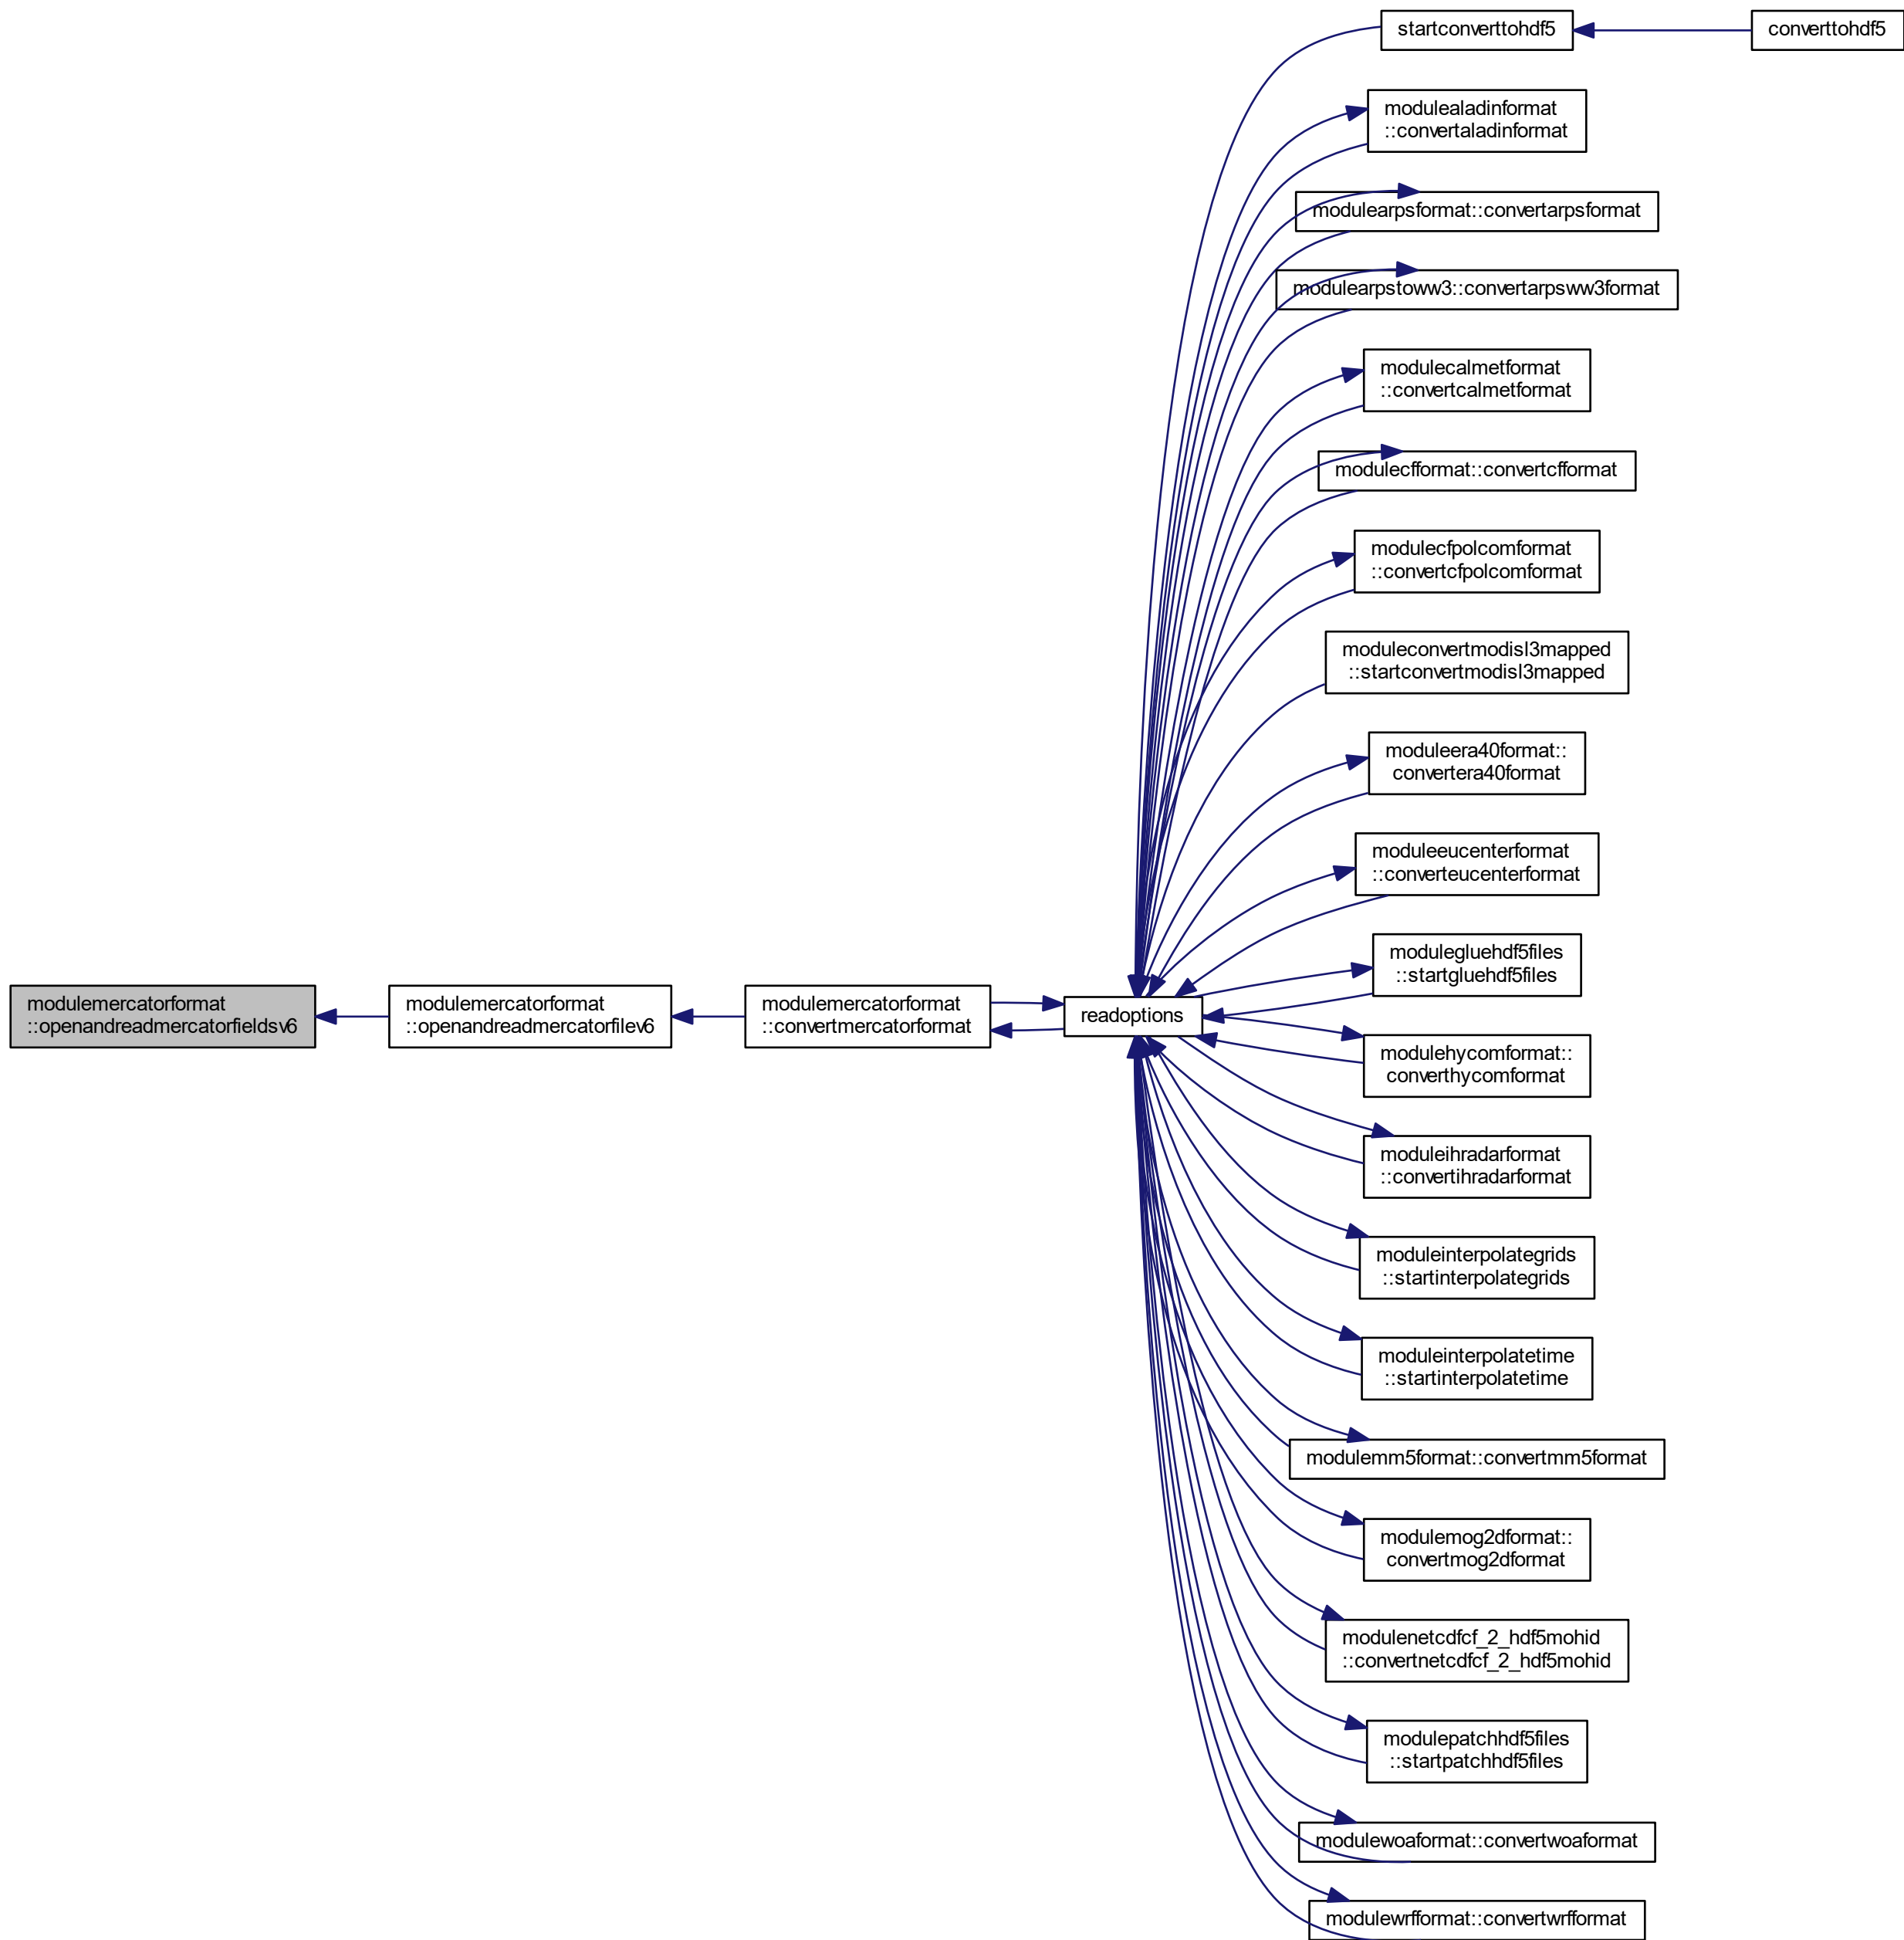 startconverttohdf5
converttohdf5
modulealadinformat
::convertaladinformat
modulearpsformat::convertarpsformat
modulearpstoww3::convertarpsww3format
modulecalmetformat
::convertcalmetformat
modulecfformat::convertcfformat
modulecfpolcomformat
::convertcfpolcomformat
moduleconvertmodisl3mapped
::startconvertmodisl3mapped
moduleera40format::
convertera40format
moduleeucenterformat
::converteucenterformat
modulegluehdf5files
::startgluehdf5files
modulemercatorformat
::openandreadmercatorfieldsv6
modulemercatorformat
::openandreadmercatorfilev6
modulemercatorformat
::convertmercatorformat
readoptions
modulehycomformat::
converthycomformat
moduleihradarformat
::convertihradarformat
moduleinterpolategrids
::startinterpolategrids
moduleinterpolatetime
::startinterpolatetime
modulemm5format::convertmm5format
modulemog2dformat::
convertmog2dformat
modulenetcdfcf_2_hdf5mohid
::convertnetcdfcf_2_hdf5mohid
modulepatchhdf5files
::startpatchhdf5files
modulewoaformat::convertwoaformat
modulewrfformat::convertwrfformat